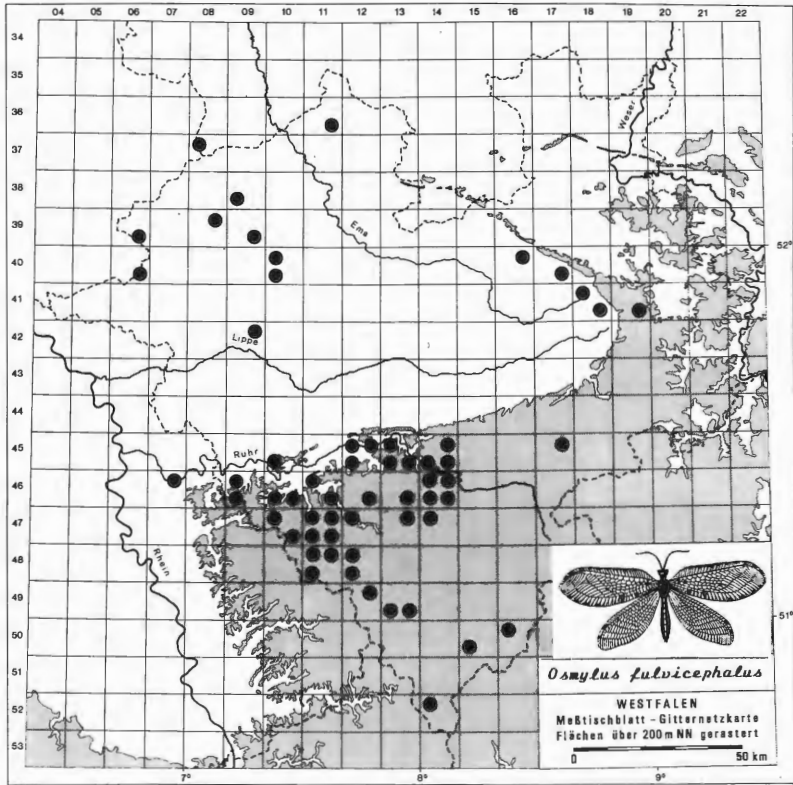 04 05 06 07 08 09 10 11 12 13 14 15 16 17 18 19 20 21 22
34
35
36
37
38
39
40
41
42
43
44
45
46
47
48
49
50
51
52
53
Weser
Ems
Lippe
Ruhr
Rhein
52°
51°
7°
8°
9°
Osmylus fulvicephalus
WESTFALEN
Meßtischblatt - Gitternetzkarte
Flächen über 200m NN gerastert
0 50 km